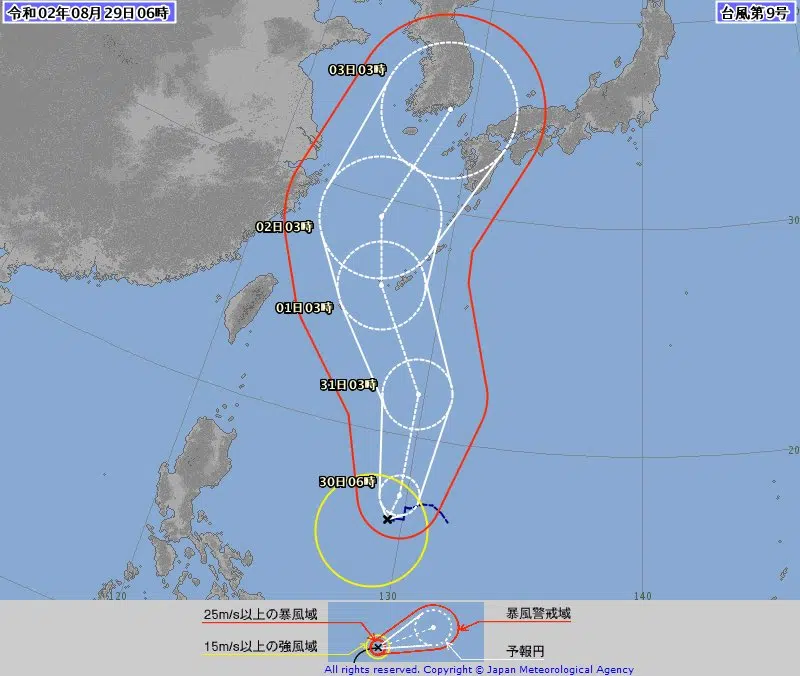 令和02年08月29日06時
台風第9号
03日03時
02日03時
30
01日03時
31日03時
20
30日06時
120
130
140
25m/s以上の暴風域
暴風警戒域
15m/s以上の強風域
予報円
All rights reserved. Copyright © Japan Meteorological Agency